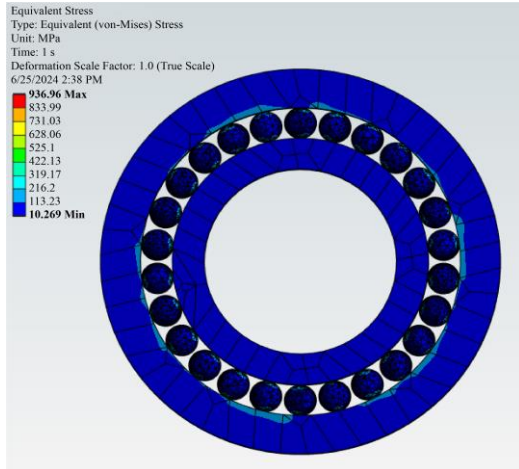 Equivalent Stress
Type: Equivalent (von-Mises) Stress
Unit: MPa
Time: 1 s
Deformation Scale Factor: 1.0 (True Scale)
6/25/2024 2:38 PM
936.96 Max
833.99
731.03
628.06
525.1
422.13
319.17
216.2
113.23
10.269 Min